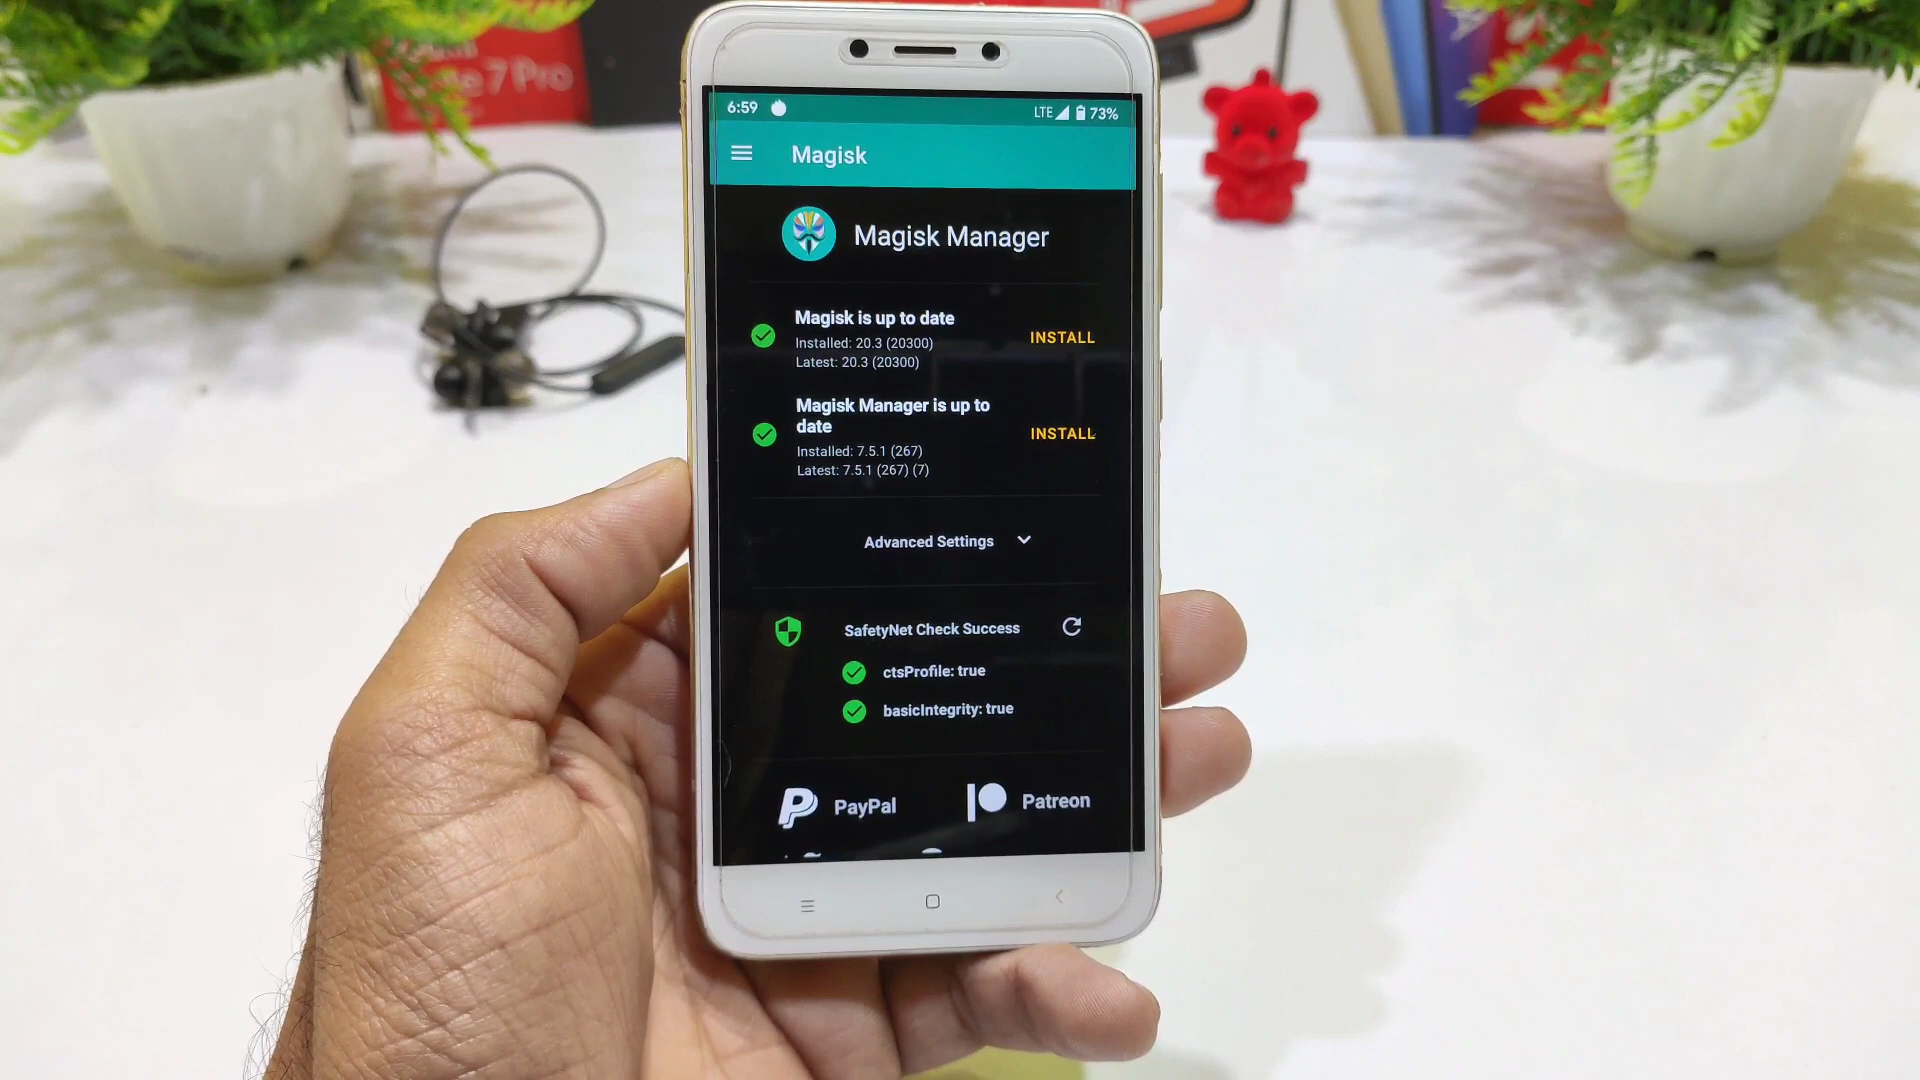 7 Pro
6:59
LTE 73%
Magisk
Magisk Manager
Magisk is up to date
Installed: 20.3 (20300)
Latest: 20.3 (20300)
INSTALL
Magisk Manager is up to
date
Installed: 7.5.1 (267)
Latest: 7.5.1 (267) (7)
INSTALL
Advanced Settings
SafetyNet Check Success
ctsProfile: true
basicIntegrity: true
PayPal
Patreon